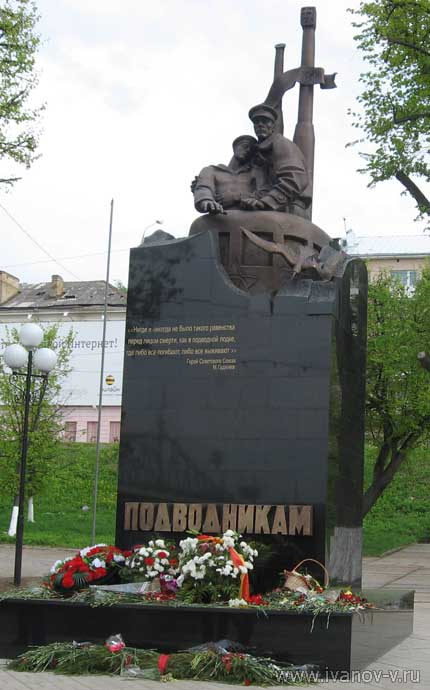 «Нигде и никогда не было такого равенства
перед лицом смерти, как в подводной лодке,
где либо все погибают, либо все выживают»
Герой Советского Союза
М. Гаджиев
ПОДВОДНИКАМ
интернет!
www.ivanov-v.ru